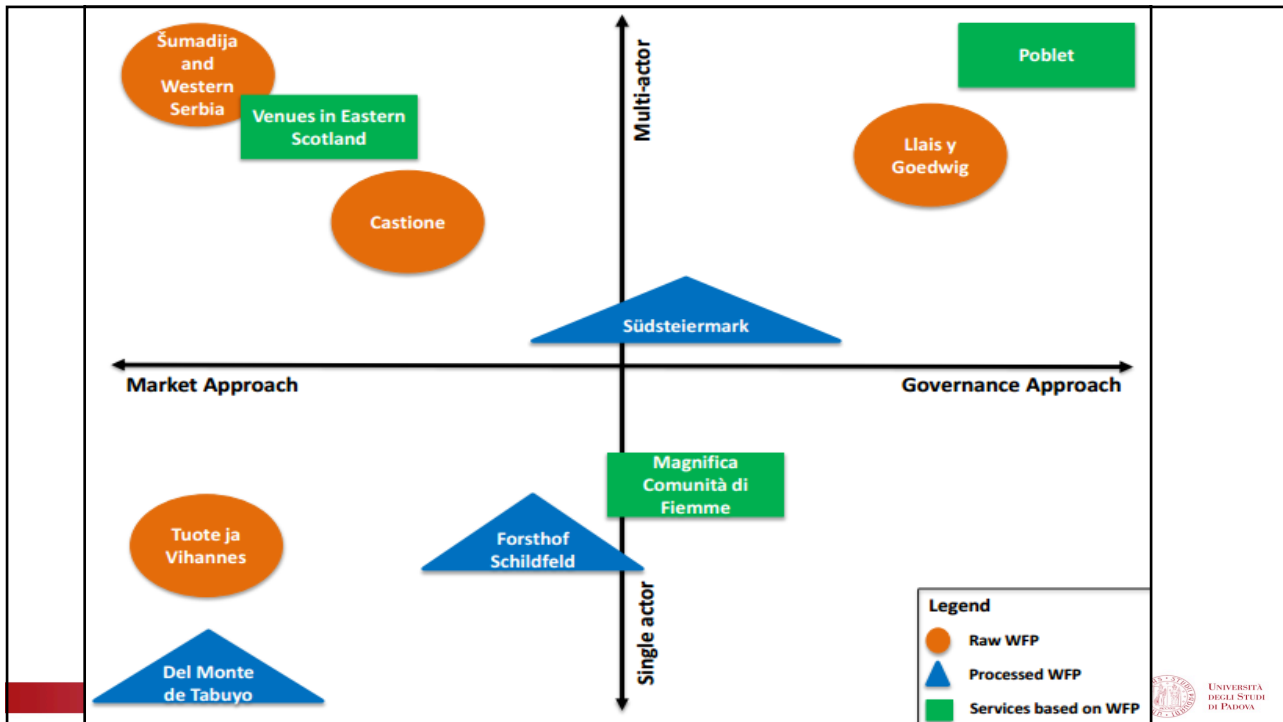 Šumadija
and
Western
Serbia
Venues in Eastern
Scotland
Castione
Multi-actor
Poblet
Llais y
Goedwig
Südsteiermark
Market Approach
Governance Approach
Magnifica
Comunità di
Fiemme
Tuote ja
Vihannes
Forsthof
Schildfeld
Del Monte
de Tabuyo
Single actor
Legend
Raw WFP
Processed WFP
Services based on WFP
UNIVERSITÀ
DEGLI STUDI
DI PADOVA